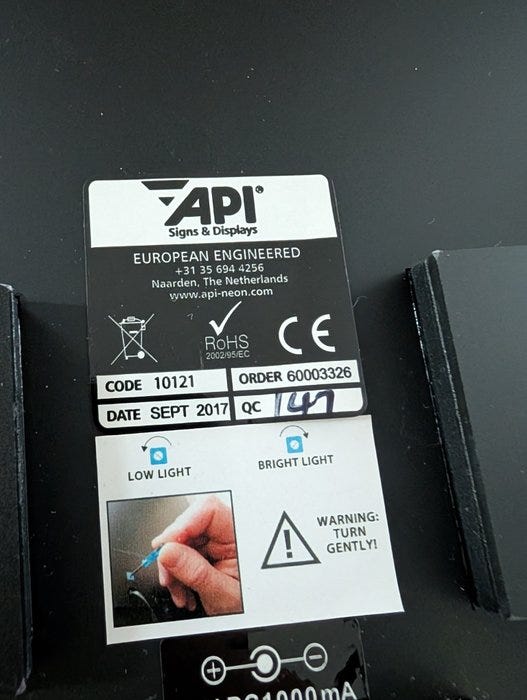 API®
Signs & Displays
EUROPEAN ENGINEERED
+31 35 694 4256
Naarden, The Netherlands
www.api-neon.com
RoHS
2002/95/EC
CE
CODE 10121
ORDER 60003326
DATE SEPT 2017
QC 147
LOW LIGHT
BRIGHT LIGHT
WARNING:
TURN
GENTLY!